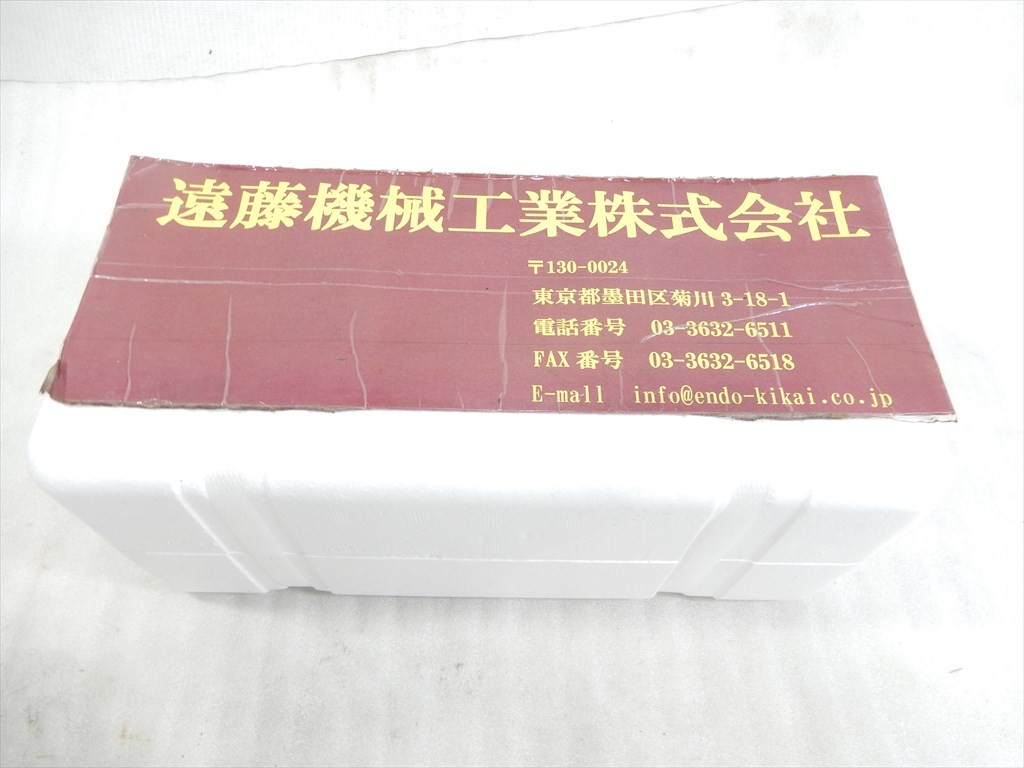 遠藤機械工業株式会社
〒130-0024
東京都墨田区菊川 3-18-1
電話番号 03-3632-6511
FAX 番号 03-3632-6518
E-mall info@endo-kikai.co.jp